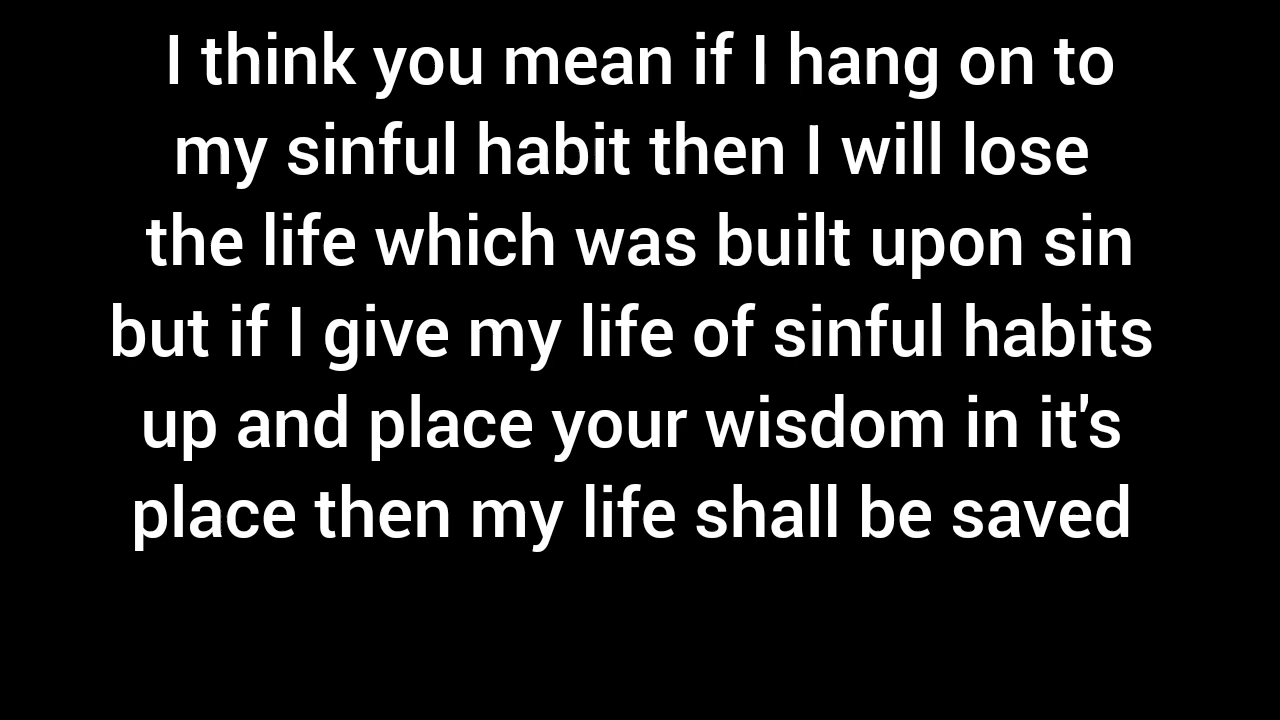 I think you mean if I hang on to
my sinful habit then I will lose
the life which was built upon sin
but if I give my life of sinful habits
up and place your wisdom in it's
place then my life shall be saved